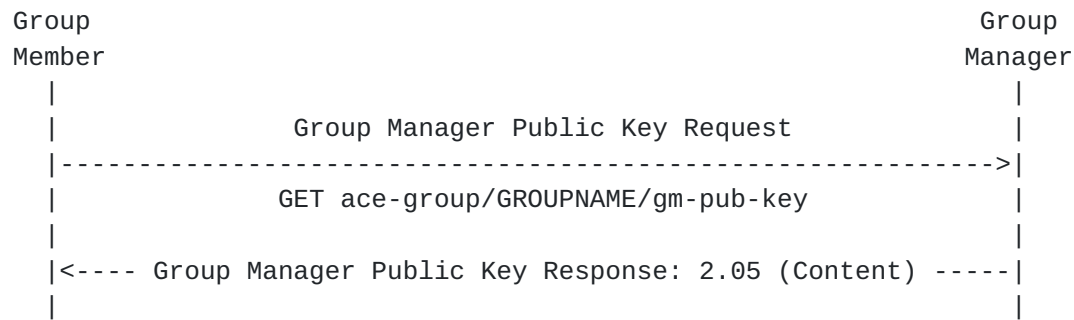 Group Group
Member Manager
Group Manager Public Key Request
GET ace-group/GROUPNAME/gm-pub-key
Group Manager Public Key Response: 2.05 (Content)